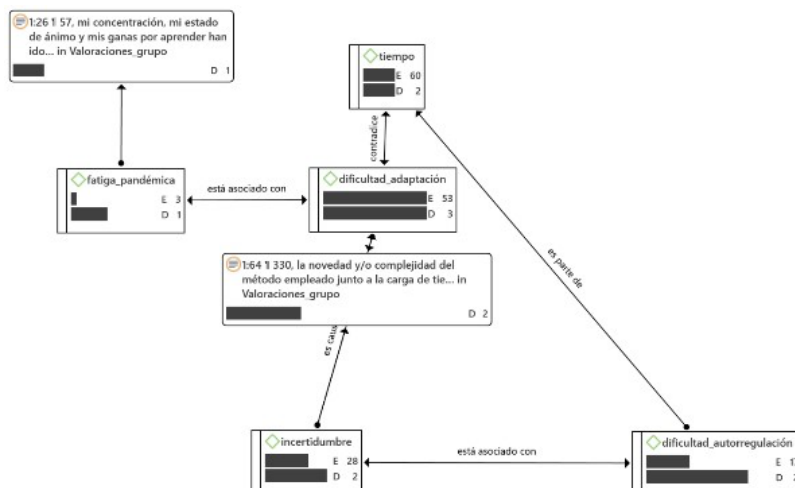 1:26 ¶ 57, mi concentración, mi estado
de ánimo y mis ganas por aprender han
ido... in Valoraciones_grupo
D 1
tiempo
E 60
D 2
contradice
fatiga_pandémica
E 3
D 1
está asociado con
dificultad_adaptación
E 53
D 3
1:64 ¶ 330, la novedad y/o complejidad del
método empleado junto a la carga de tie... in
Valoraciones_grupo
D 2
es parte de
es caus
incertidumbre
E 28
D 2
está asociado con
dificultad_autorregulación
E
D